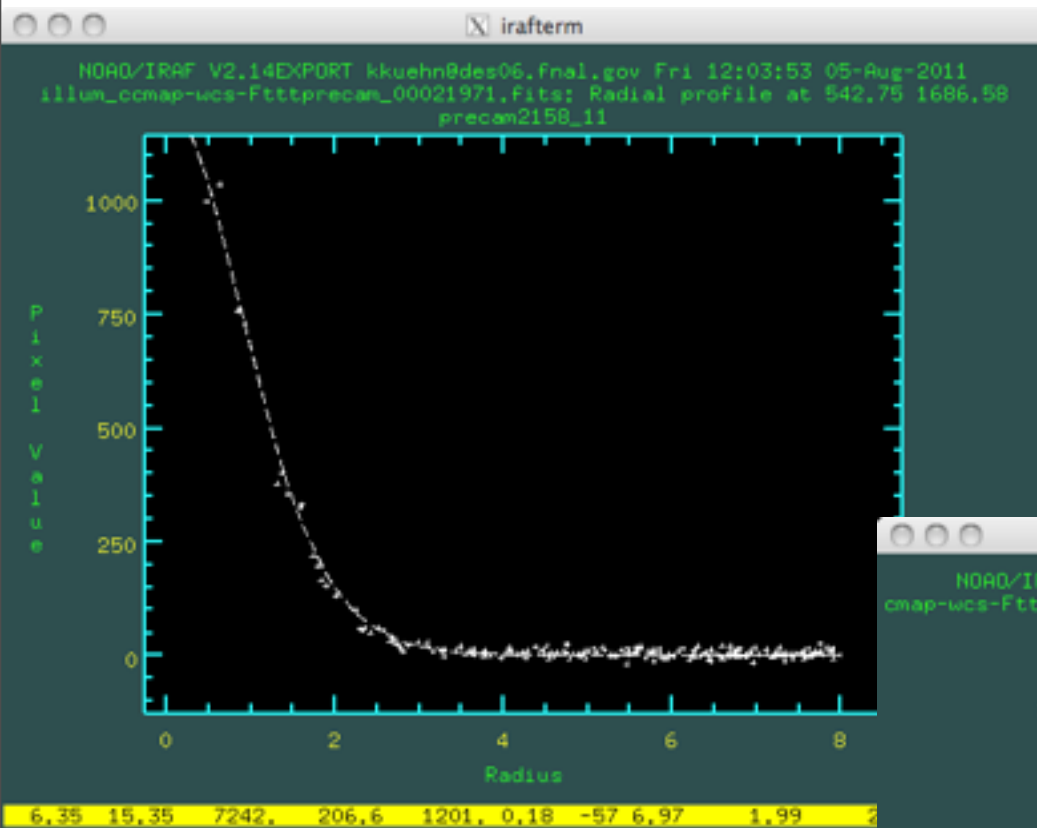 irafterm
NOAO/IRAF V2.14EXPORT kkuehn@des06.fnal.gov Fri 12:03:53 05-Aug-2011
illum_ccmap-wcs-Ftttprecam_00021971.fits: Radial profile at 542.75 1686.58
precam2158_11
1000
750
500
250
0
Pixel Value
0 2 4 6 8
Radius
6.35 15.35 7242. 206.6 1201. 0.18 -57 6.97 1.99
NOAO/I
cmap-wcs-Ftt